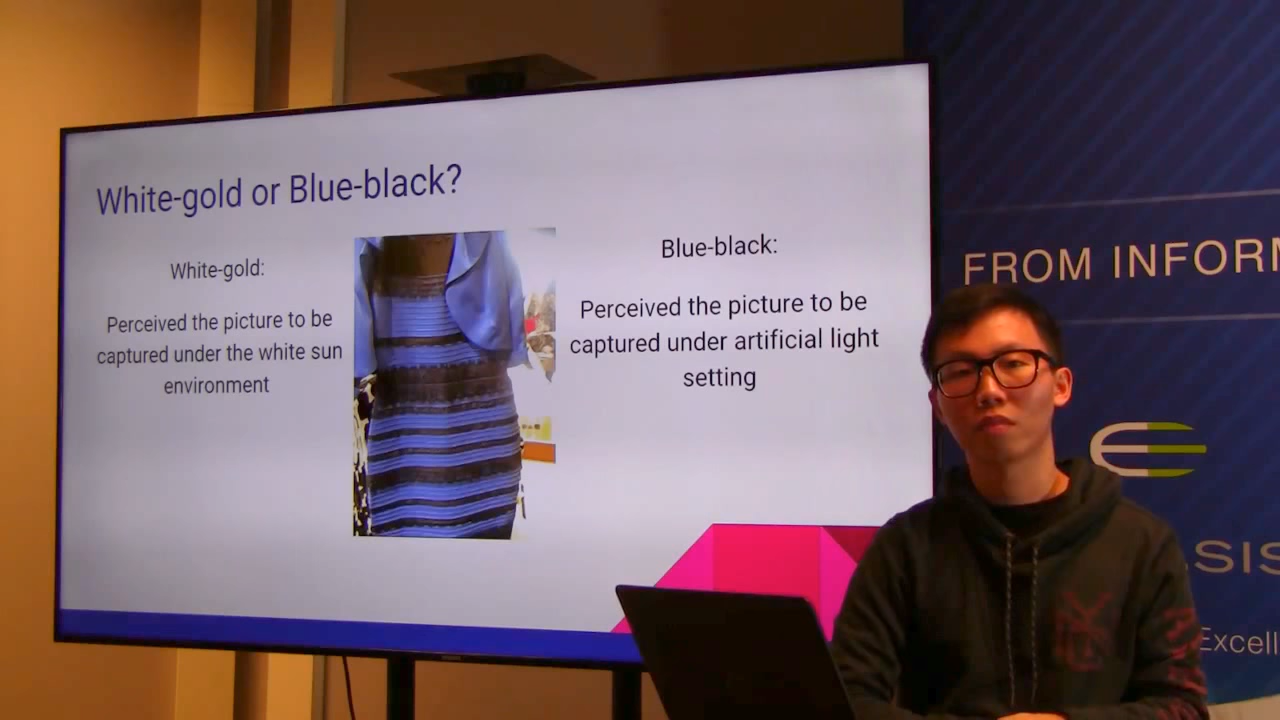 White-gold or Blue-black?
White-gold:
Perceived the picture to be
captured under the white sun
environment
Blue-black:
Perceived the picture to be
captured under artificial light
setting
FROM INFORM
SIS
Excell
NY